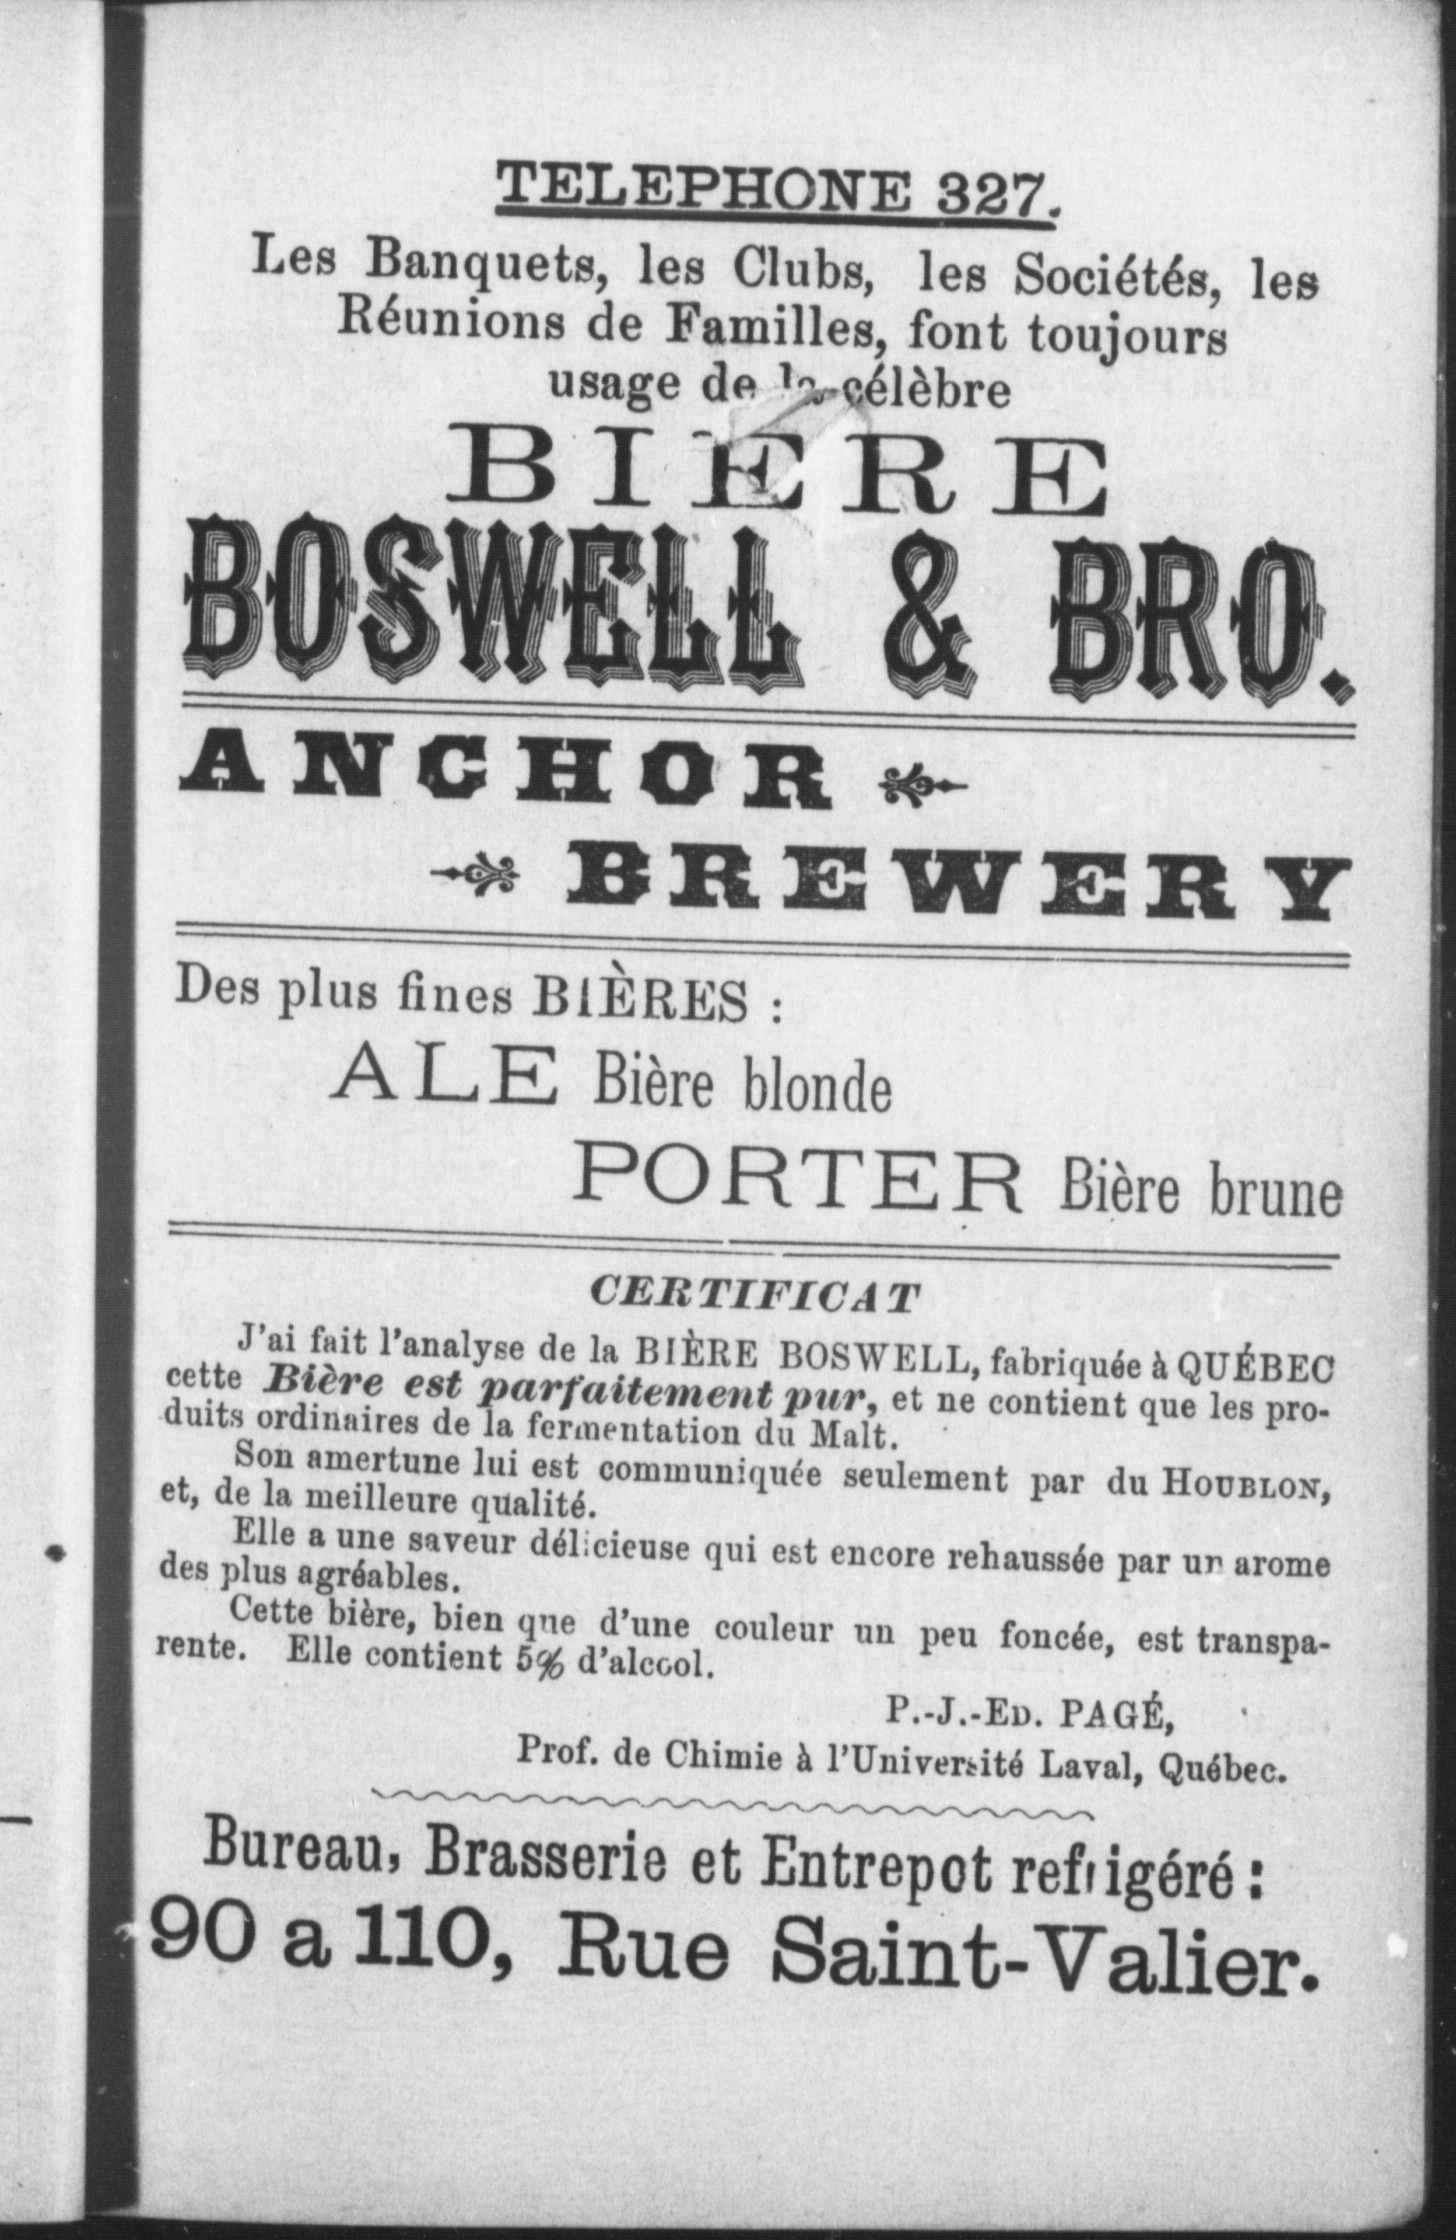 TELEPHONE 327.
Les Banquets, les Clubs, les Sociétés, les
Réunions de Familles, font toujours
usage de la célèbre
BIERE
BOSWELL & BRO.
ANCHOR
BREWERY
Des plus fines BIÈRES :
ALE Bière blonde
PORTER Bière brune
CERTIFICAT
J'ai fait l'analyse de la BIÈRE BOSWELL, fabriquée à QUÉBEC
cette Bière est parfaitement pur, et ne contient que les pro-
duits ordinaires de la fermentation du Malt.
Son amertune lui est communiquée seulement par du HOUBLON,
et, de la meilleure qualité.
Elle a une saveur délicieuse qui est encore rehaussée par un arome
des plus agréables.
Cette bière, bien que d'une couleur un peu foncée, est transpa-
rente. Elle contient 5% d'alcool.
P.-J.-ED. PAGÉ,
Prof. de Chimie à l'Université Laval, Québec.
Bureau, Brasserie et Entrepot refrigéré :
90 a 110, Rue Saint-Valier.